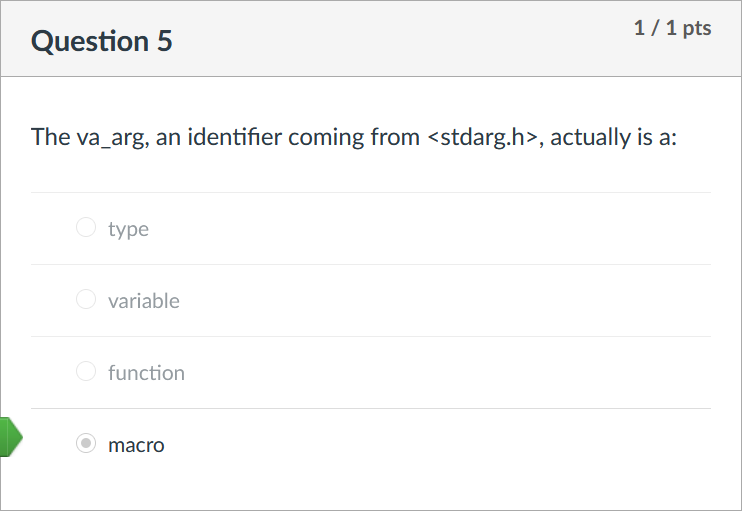 Question 5
1 / 1 pts
The va_arg, an identifier coming from <stdarg.h>, actually is a:
type
variable
function
macro